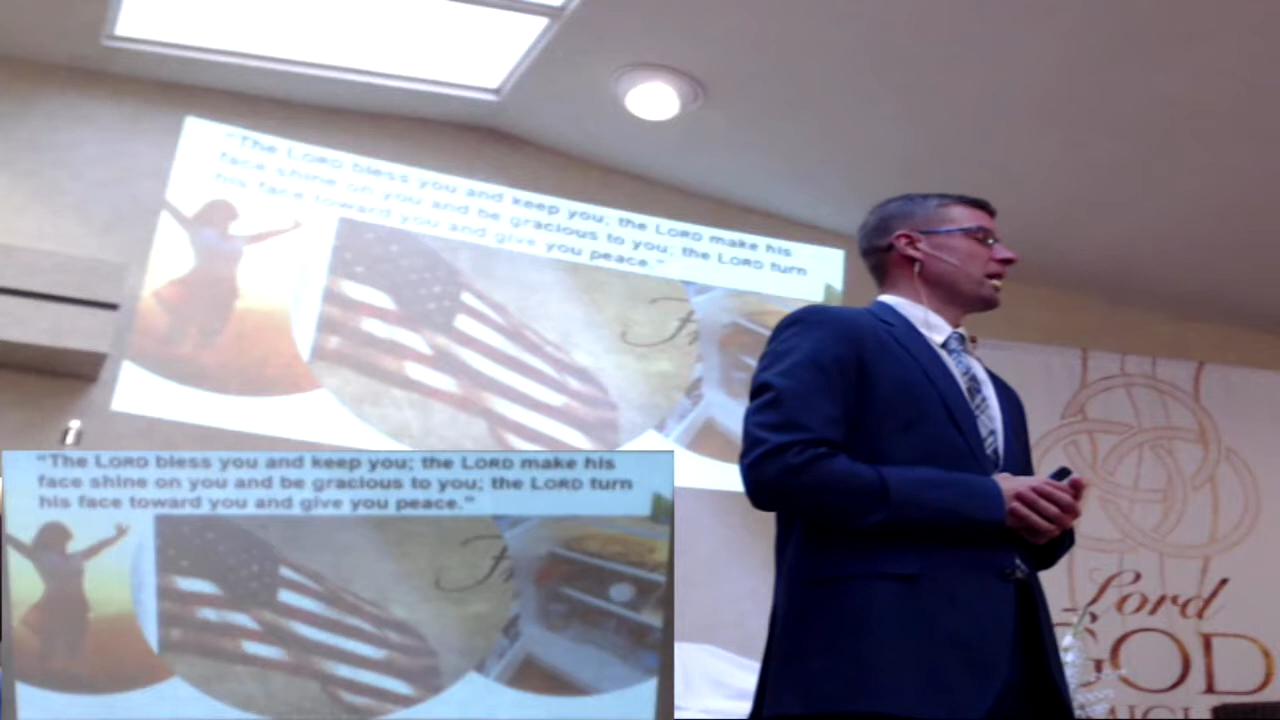 "The LORD bless you and keep you; the LORD make his
face shine on you and be gracious to you; the LORD turn
his face toward you and give you peace."
"The LORD bless you and keep you; the LORD make his
face shine on you and be gracious to you; the LORD turn
his face toward you and give you peace."
Lord
GOD